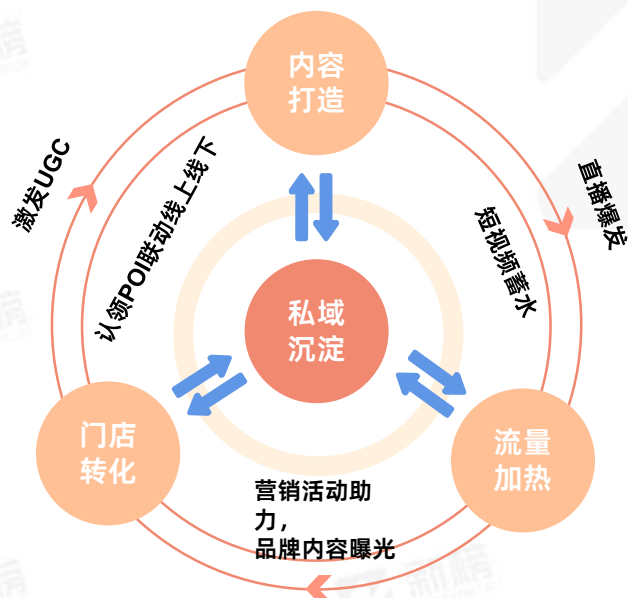 内容
打造
激发UGC
认领POI联动线上线下
短视频蓄水
直播爆发
私域
沉淀
门店
转化
流量
加热
营销活动助
力，
品牌内容曝光
新榜